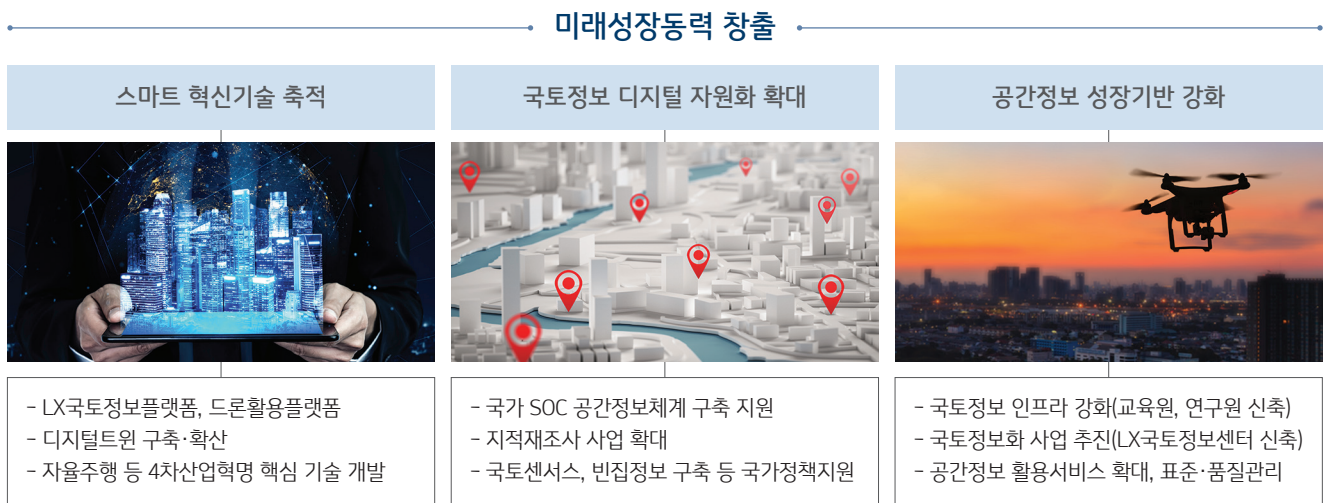 미래성장동력 창출
스마트 혁신기술 축적
국토정보 디지털 자원화 확대
공간정보 성장기반 강화
- LX국토정보플랫폼, 드론활용플랫폼
- 디지털트윈 구축·확산
- 자율주행 등 4차산업혁명 핵심 기술 개발
- 국가 SOC 공간정보체계 구축 지원
- 지적재조사 사업 확대
- 국토센서스, 빈집정보 구축 등 국가정책지원
- 국토정보 인프라 강화(교육원, 연구원 신축)
- 국토정보화 사업 추진(LX국토정보센터 신축)
- 공간정보 활용서비스 확대, 표준·품질관리